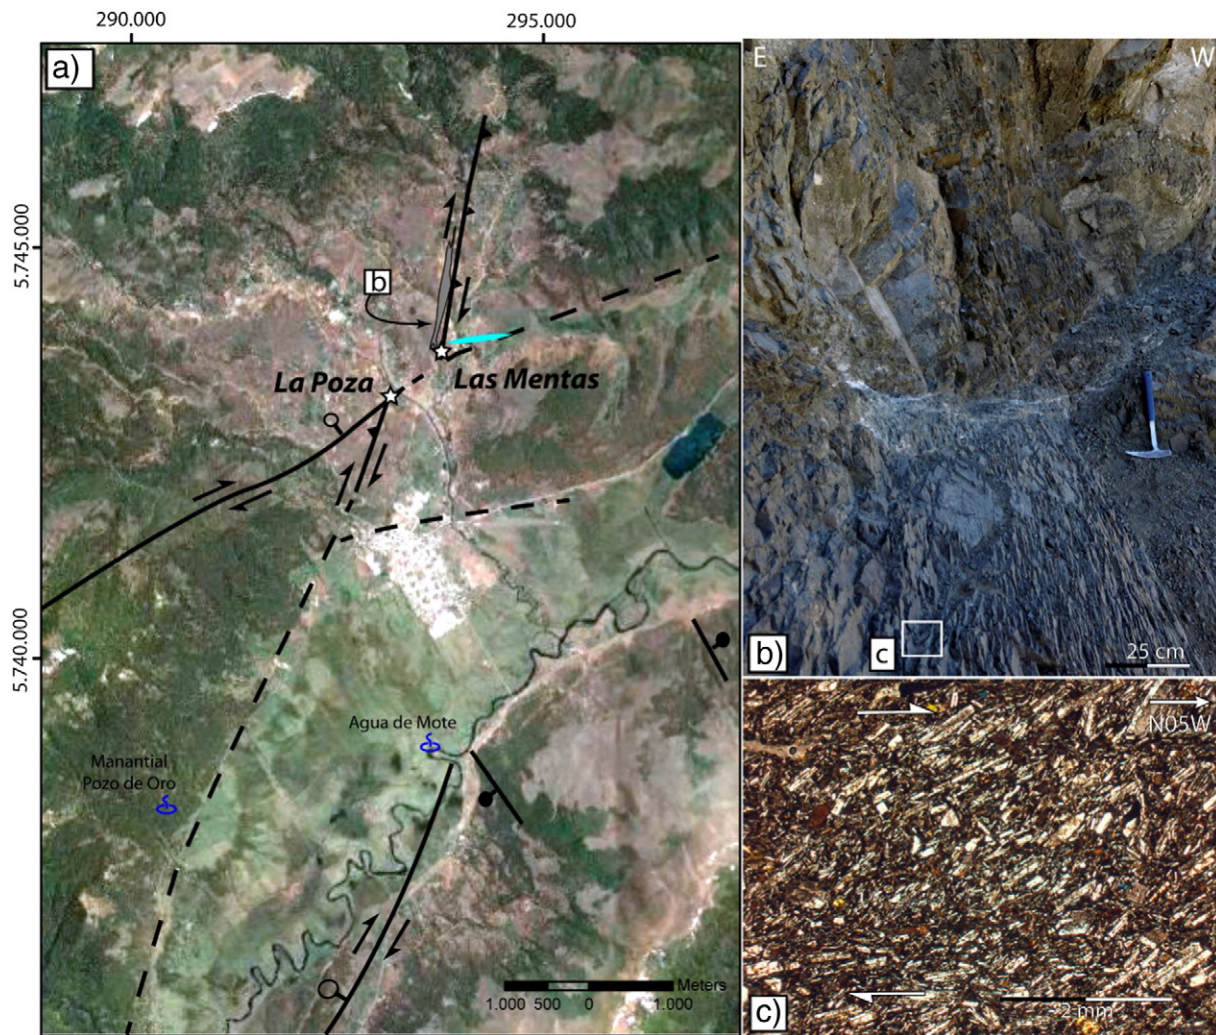 290.000
295.000
a)
E
W
5.745.000
b
La Poza
Las Mentas
5.740.000
Agua de Mote
Manantial
Pozo de Oro
1.000
500
0
1.000
Meters
b)
c
25 cm
N05W
c)
2 mm